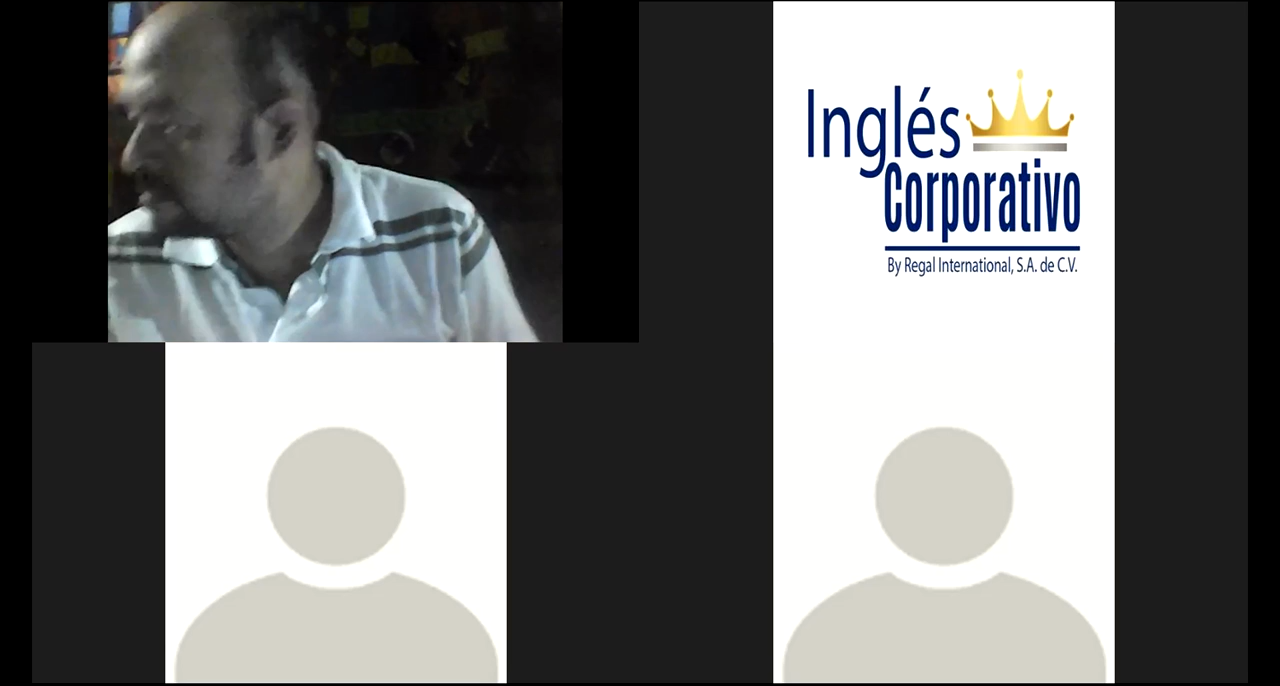 Inglés
Corporativo
By Regal International, S.A. de C.V.